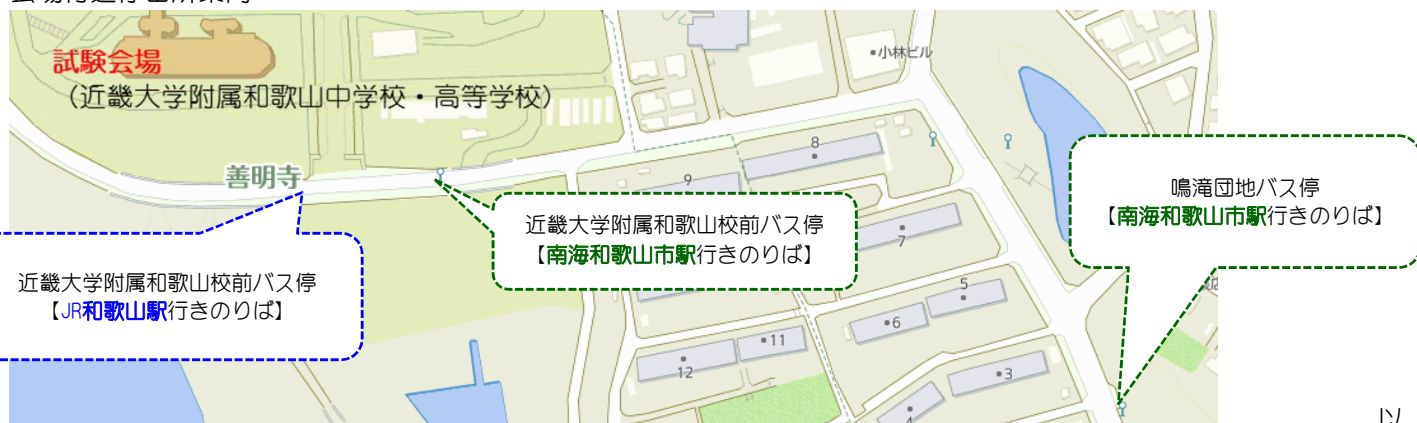 試験会場
（近畿大学附属和歌山中学校・高等学校）
小林ビル
善明寺
8
9
鳴滝団地バス停
【南海和歌山市駅行きのりば】
近畿大学附属和歌山校前バス停
【南海和歌山市駅行きのりば】
7
近畿大学附属和歌山校前バス停
【JR和歌山駅行きのりば】
5
6
11
12
3
4
以